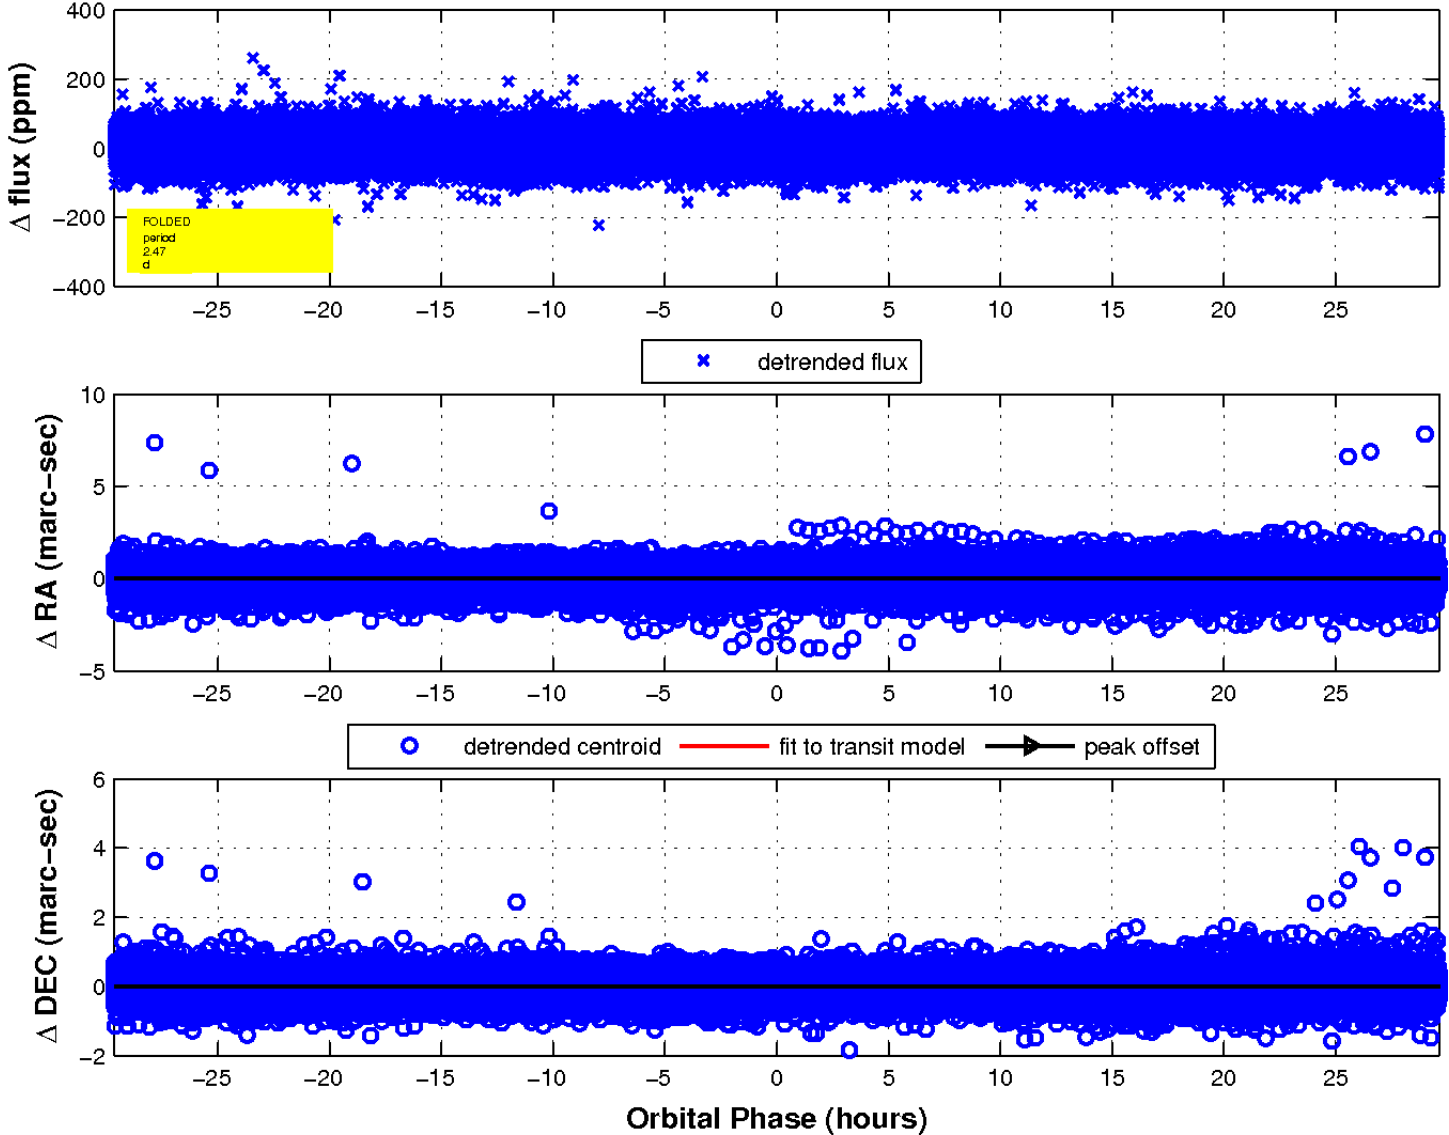 400
200
0
−200
−400
Δ flux (ppm)
FOLDED
period
2.47
d
−25 −20 −15 −10 −5 0 5 10 15 20 25
detrended flux
10
5
0
−5
Δ RA (marc−sec)
−25 −20 −15 −10 −5 0 5 10 15 20 25
detrended centroid fit to transit model peak offset
6
4
2
0
−2
Δ DEC (marc−sec)
−25 −20 −15 −10 −5 0 5 10 15 20 25
Orbital Phase (hours)